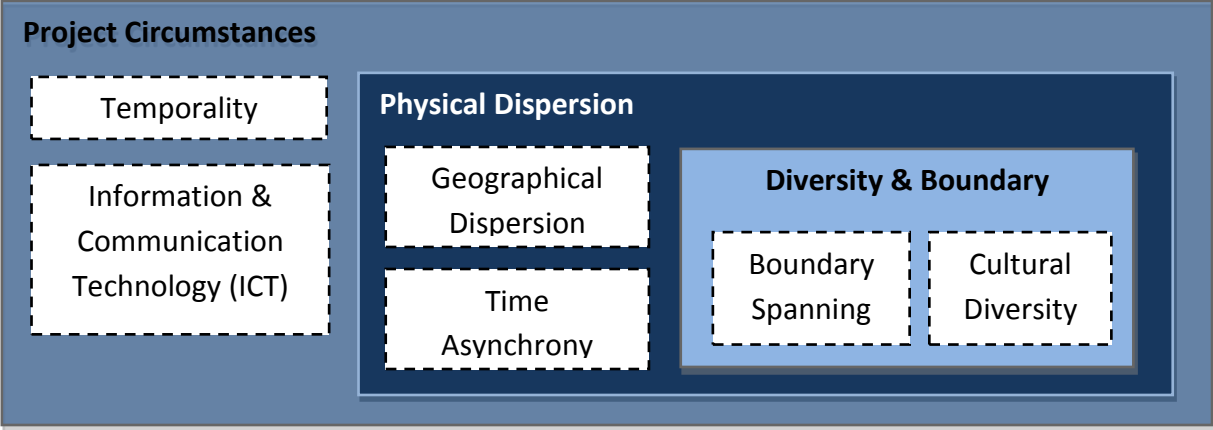 Project Circumstances
Temporality
Information &
Communication
Technology (ICT)
Physical Dispersion
Geographical
Dispersion
Time
Asynchrony
Diversity & Boundary
Boundary
Spanning
Cultural
Diversity